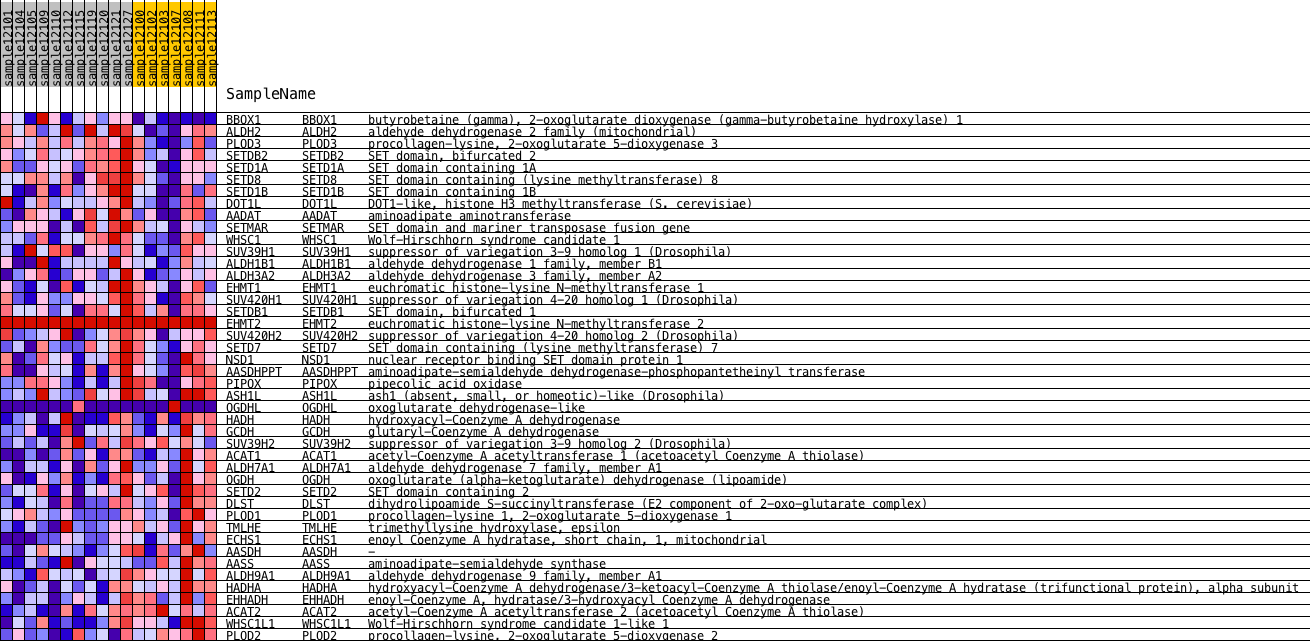 sample12101
sample12104
sample12105
sample12109
sample12110
sample12112
sample12115
sample12119
sample12120
sample12121
sample12127
sample12100
sample12102
sample12103
sample12107
sample12108
sample12111
sample12113
SampleName
BBOX1 BBOX1 butyrobetaine (gamma), 2-oxoglutarate dioxygenase (gamma-butyrobetaine hydroxylase) 1
ALDH2 ALDH2 aldehyde dehydrogenase 2 family (mitochondrial)
PLOD3 PLOD3 procollagen-lysine, 2-oxoglutarate 5-dioxygenase 3
SETDB2 SETDB2 SET domain, bifurcated 2
SETD1A SETD1A SET domain containing 1A
SETD8 SETD8 SET domain containing (lysine methyltransferase) 8
SETD1B SETD1B SET domain containing 1B
DOT1L DOT1L DOT1-like, histone H3 methyltransferase (S. cerevisiae)
AADAT AADAT aminoadipate aminotransferase
SETMAR SETMAR SET domain and mariner transposase fusion gene
WHSC1 WHSC1 Wolf-Hirschhorn syndrome candidate 1
SUV39H1 SUV39H1 suppressor of variegation 3-9 homolog 1 (Drosophila)
ALDH1B1 ALDH1B1 aldehyde dehydrogenase 1 family, member B1
ALDH3A2 ALDH3A2 aldehyde dehydrogenase 3 family, member A2
EHMT1 EHMT1 euchromatic histone-lysine N-methyltransferase 1
SUV420H1 SUV420H1 suppressor of variegation 4-20 homolog 1 (Drosophila)
SETDB1 SETDB1 SET domain, bifurcated 1
EHMT2 EHMT2 euchromatic histone-lysine N-methyltransferase 2
SUV420H2 SUV420H2 suppressor of variegation 4-20 homolog 2 (Drosophila)
SETD7 SETD7 SET domain containing (lysine methyltransferase) 7
NSD1 NSD1 nuclear receptor binding SET domain protein 1
AASDHPPT AASDHPPT aminoadipate-semialdehyde dehydrogenase-phosphopantetheinyl transferase
PIPOX PIPOX pipecolic acid oxidase
ASH1L ASH1L ash1 (absent, small, or homeotic)-like (Drosophila)
OGDHL OGDHL oxoglutarate dehydrogenase-like
HADH HADH hydroxyacyl-Coenzyme A dehydrogenase
GCDH GCDH glutaryl-Coenzyme A dehydrogenase
SUV39H2 SUV39H2 suppressor of variegation 3-9 homolog 2 (Drosophila)
ACAT1 ACAT1 acetyl-Coenzyme A acetyltransferase 1 (acetoacetyl Coenzyme A thiolase)
ALDH7A1 ALDH7A1 aldehyde dehydrogenase 7 family, member A1
OGDH OGDH oxoglutarate (alpha-ketoglutarate) dehydrogenase (lipoamide)
SETD2 SETD2 SET domain containing 2
DLST DLST dihydrolipoamide S-succinyltransferase (E2 component of 2-oxo-glutarate complex)
PLOD1 PLOD1 procollagen-lysine 1, 2-oxoglutarate 5-dioxygenase 1
TMLHE TMLHE trimethyllysine hydroxylase, epsilon
ECHS1 ECHS1 enoyl Coenzyme A hydratase, short chain, 1, mitochondrial
AASDH AASDH -
AASS AASS aminoadipate-semialdehyde synthase
ALDH9A1 ALDH9A1 aldehyde dehydrogenase 9 family, member A1
HADHA HADHA hydroxyacyl-Coenzyme A dehydrogenase/3-ketoacyl-Coenzyme A thiolase/enoyl-Coenzyme A hydratase (trifunctional protein), alpha subunit
EHHADH EHHADH enoyl-Coenzyme A, hydratase/3-hydroxyacyl Coenzyme A dehydrogenase
ACAT2 ACAT2 acetyl-Coenzyme A acetyltransferase 2 (acetoacetyl Coenzyme A thiolase)
WHSC1L1 WHSC1L1 Wolf-Hirschhorn syndrome candidate 1-like 1
PLOD2 PLOD2 procollagen-lysine, 2-oxoglutarate 5-dioxygenase 2